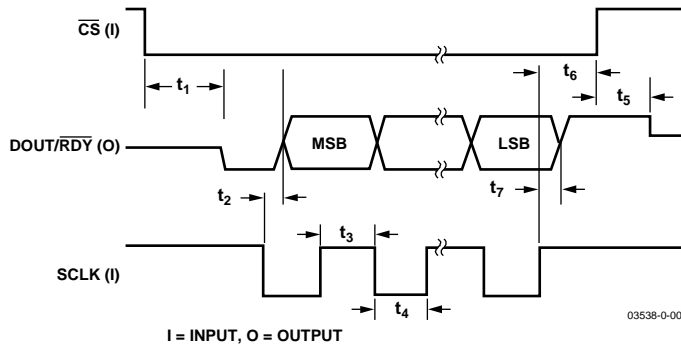 CS (I)
t6
t1
t5
DOUT/RDY (O)
MSB
LSB
t2
t7
t3
SCLK (I)
t4
03538-0-00
I = INPUT, O = OUTPUT